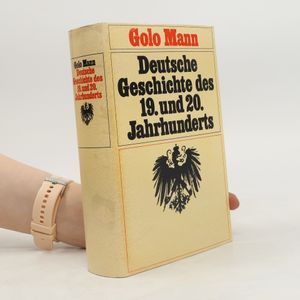 Golo Mann
Deutsche
Geschichte des
19. und 20.
Jahrhunderts
Golo Mann
Deutsche
Geschichte des
19. und 20.
Jahrhunderts